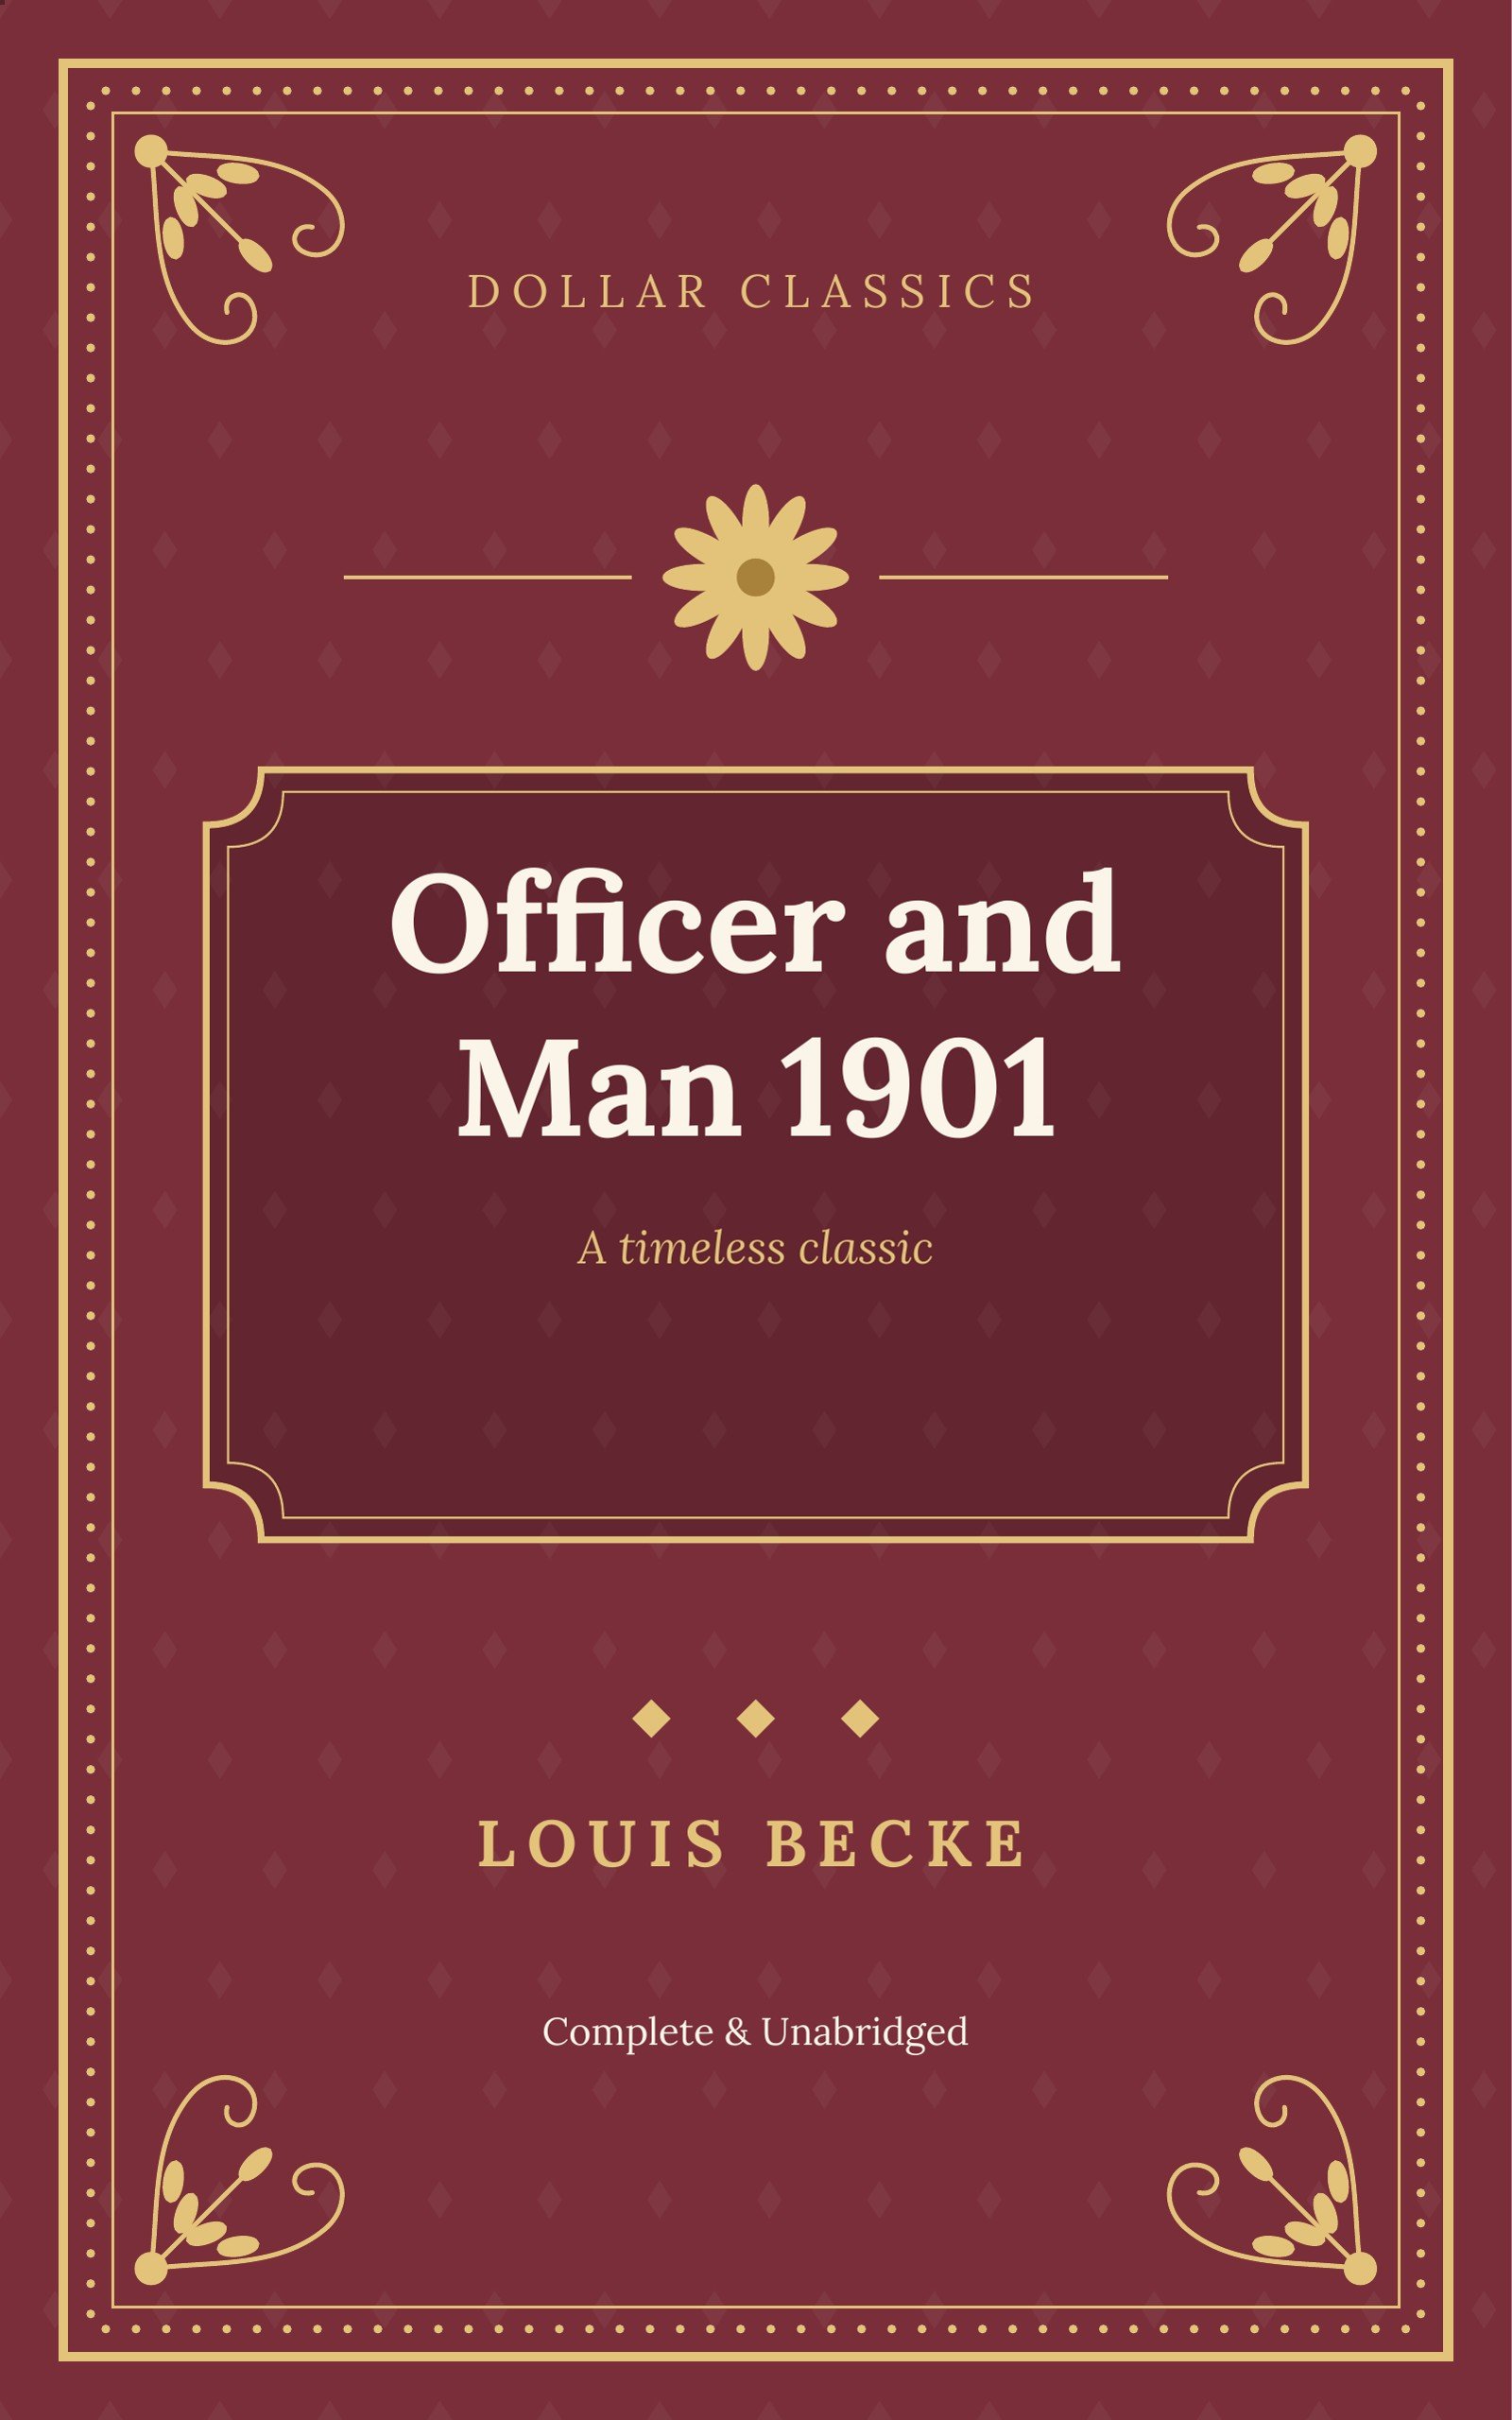 DOLLAR CLASSICS
Officer and
Man 1901
A timeless classic
LOUIS BECKE
Complete & Unabridged